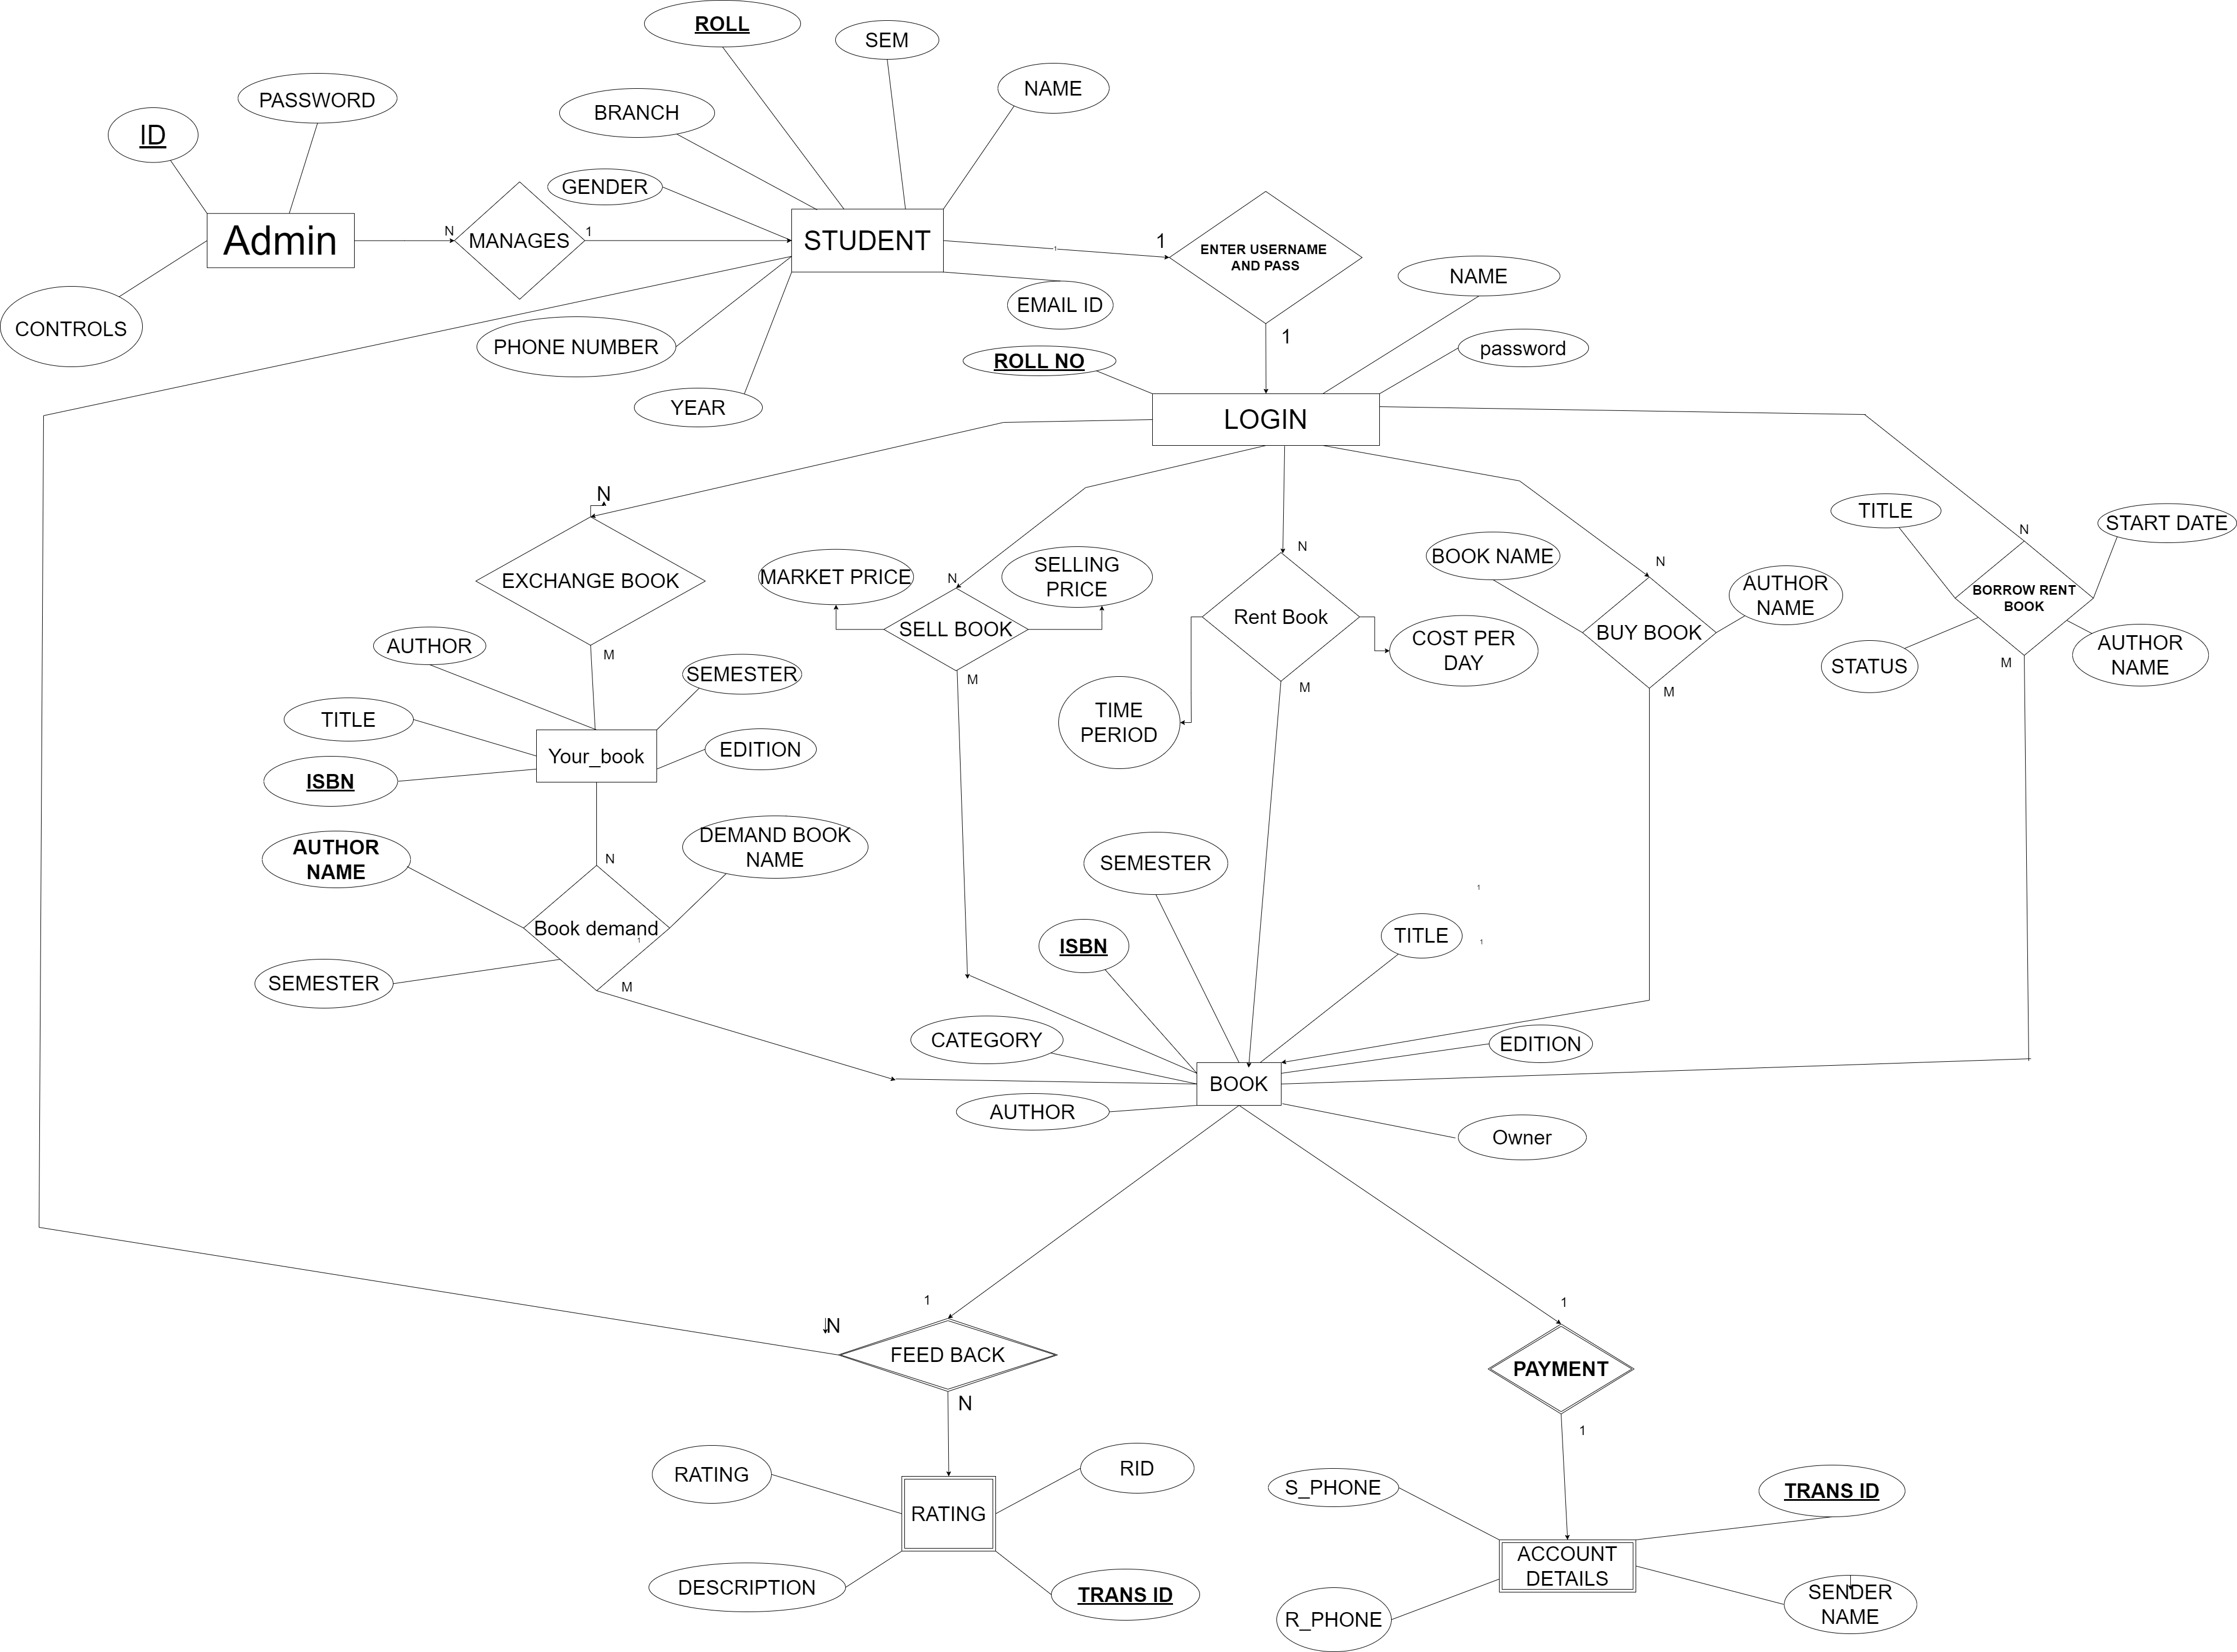 ROLL
SEM
NAME
PASSWORD
BRANCH
ID
GENDER
Admin
N
MANAGES
1
STUDENT
1
1
ENTER USERNAME
AND PASS
NAME
EMAIL ID
CONTROLS
PHONE NUMBER
1
password
ROLL NO
YEAR
LOGIN
N
TITLE
START DATE
N
N
BOOK NAME
N
MARKET PRICE
SELLING
PRICE
N
AUTHOR
NAME
BORROW RENT
BOOK
EXCHANGE BOOK
SELL BOOK
Rent Book
BUY BOOK
COST PER
DAY
AUTHOR
M
M
AUTHOR
NAME
STATUS
SEMESTER
M
M
M
TITLE
TIME
PERIOD
Your_book
EDITION
ISBN
AUTHOR
NAME
N
DEMAND BOOK
NAME
SEMESTER
1
Book demand
1
ISBN
TITLE
1
SEMESTER
M
CATEGORY
EDITION
BOOK
AUTHOR
Owner
1
1
N
FEED BACK
PAYMENT
N
1
RATING
RID
S_PHONE
TRANS ID
RATING
ACCOUNT
DETAILS
DESCRIPTION
TRANS ID
R_PHONE
SENDER
NAME